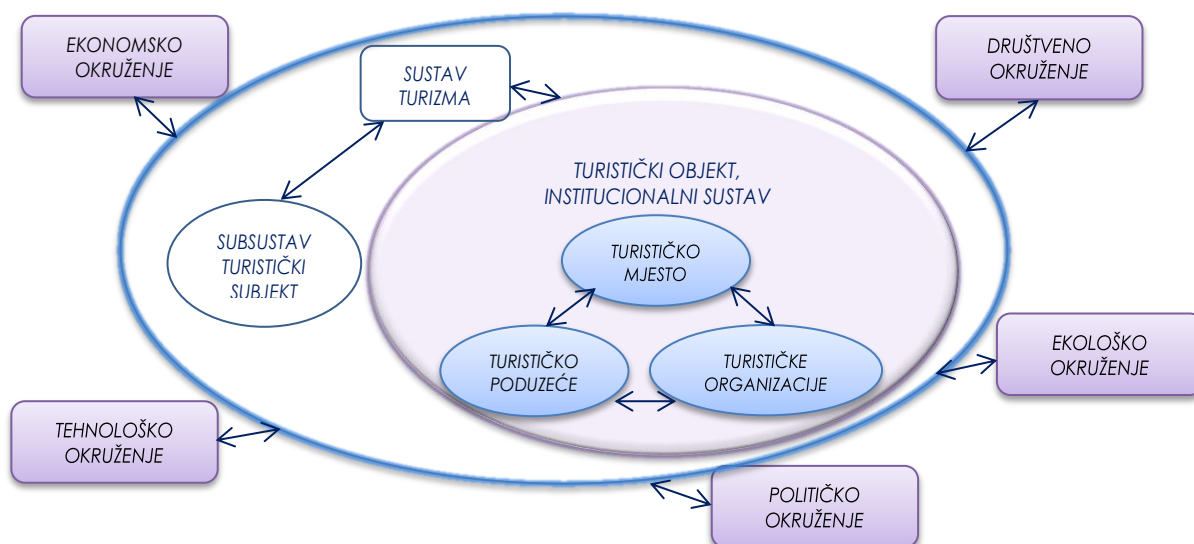 EKONOMSKO
OKRUŽENJE
DRUŠTVENO
OKRUŽENJE
SUSTAV
TURIZMA
TURISTIČKI OBJEKT,
INSTITUCIONALNI SUSTAV
SUBSUSTAV
TURISTIČKI
SUBJEKT
TURISTIČKO
MJESTO
TURISTIČKO
PODUZEĆE
TURISTIČKE
ORGANIZACIJE
EKOLOŠKO
OKRUŽENJE
TEHNOLOŠKO
OKRUŽENJE
POLITIČKO
OKRUŽENJE